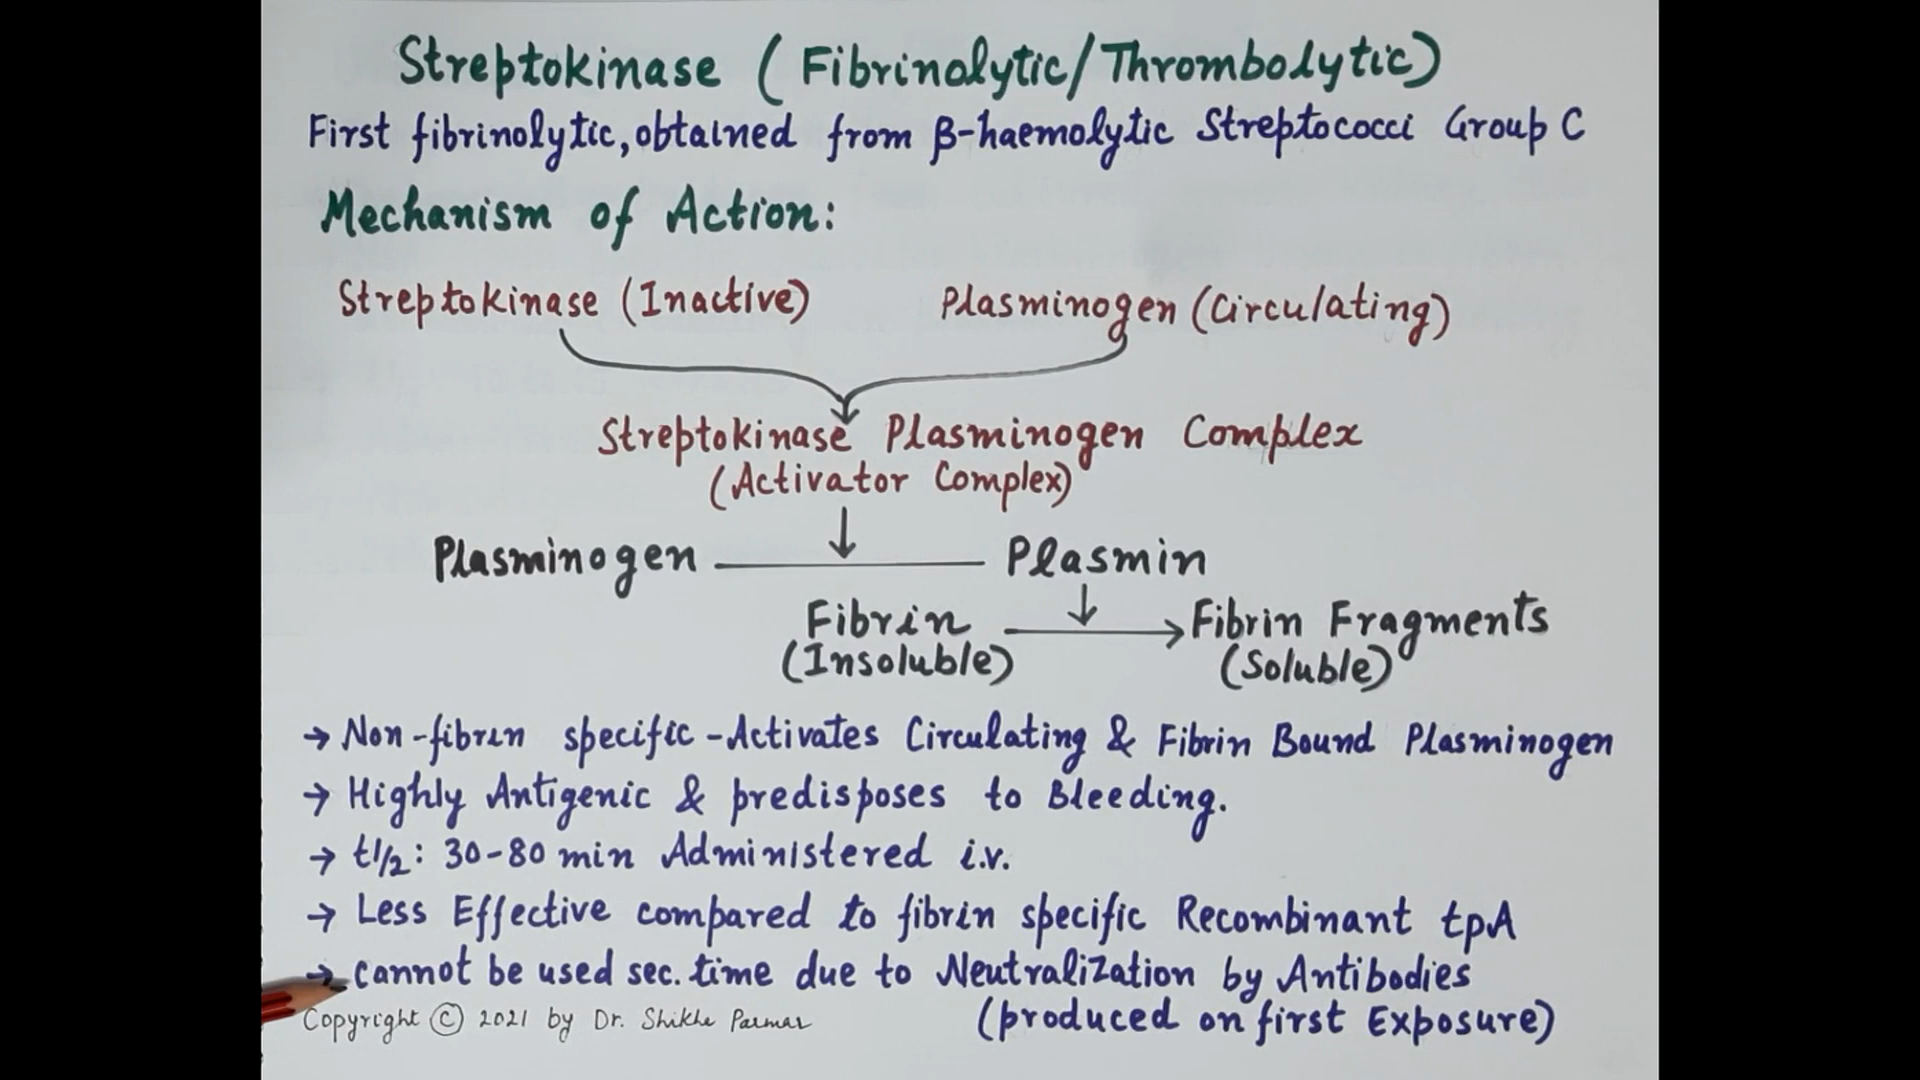 Streptokinase (Fibrinolytic/Thrombolytic)
First fibrinolytic, obtained from β-haemolytic Streptococci Group C
Mechanism of Action:
Streptokinase (Inactive) Plasminogen (Circulating)
Streptokinase Plasminogen Complex
(Activator Complex)
Plasminogen Plasmin
Fibrin Fibrin Fragments
(Insoluble) (Soluble)
→ Non-fibrin specific - Activates Circulating & Fibrin Bound Plasminogen
→ Highly Antigenic & predisposes to Bleeding.
→ t1/2: 30-80 min Administered i.v.
→ Less Effective compared to fibrin specific Recombinant tpA
→ cannot be used sec. time due to Neutralization by Antibodies
(produced on first Exposure)
Copyright © 2021 by Dr. Shikha Parmar